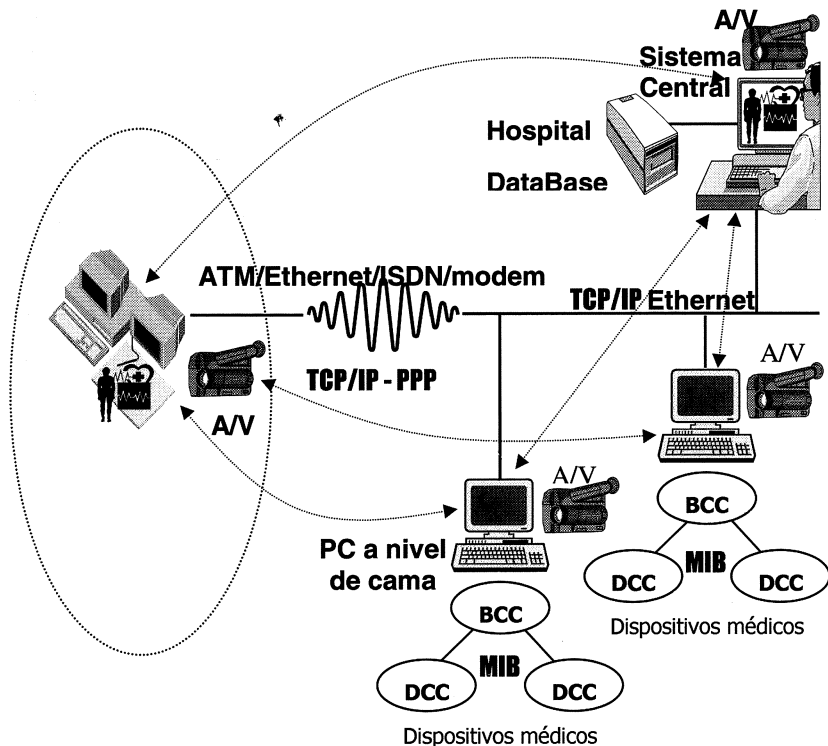 A/V
Sistema
Central
Hospital
DataBase
ATM/Ethernet/ISDN/modem
TCP/IP Ethernet
TCP/IP - PPP
A/V
A/V
A/V
PC a nivel
de cama
BCC
MIB
DCC
DCC
Dispositivos médicos
BCC
MIB
DCC
DCC
Dispositivos médicos